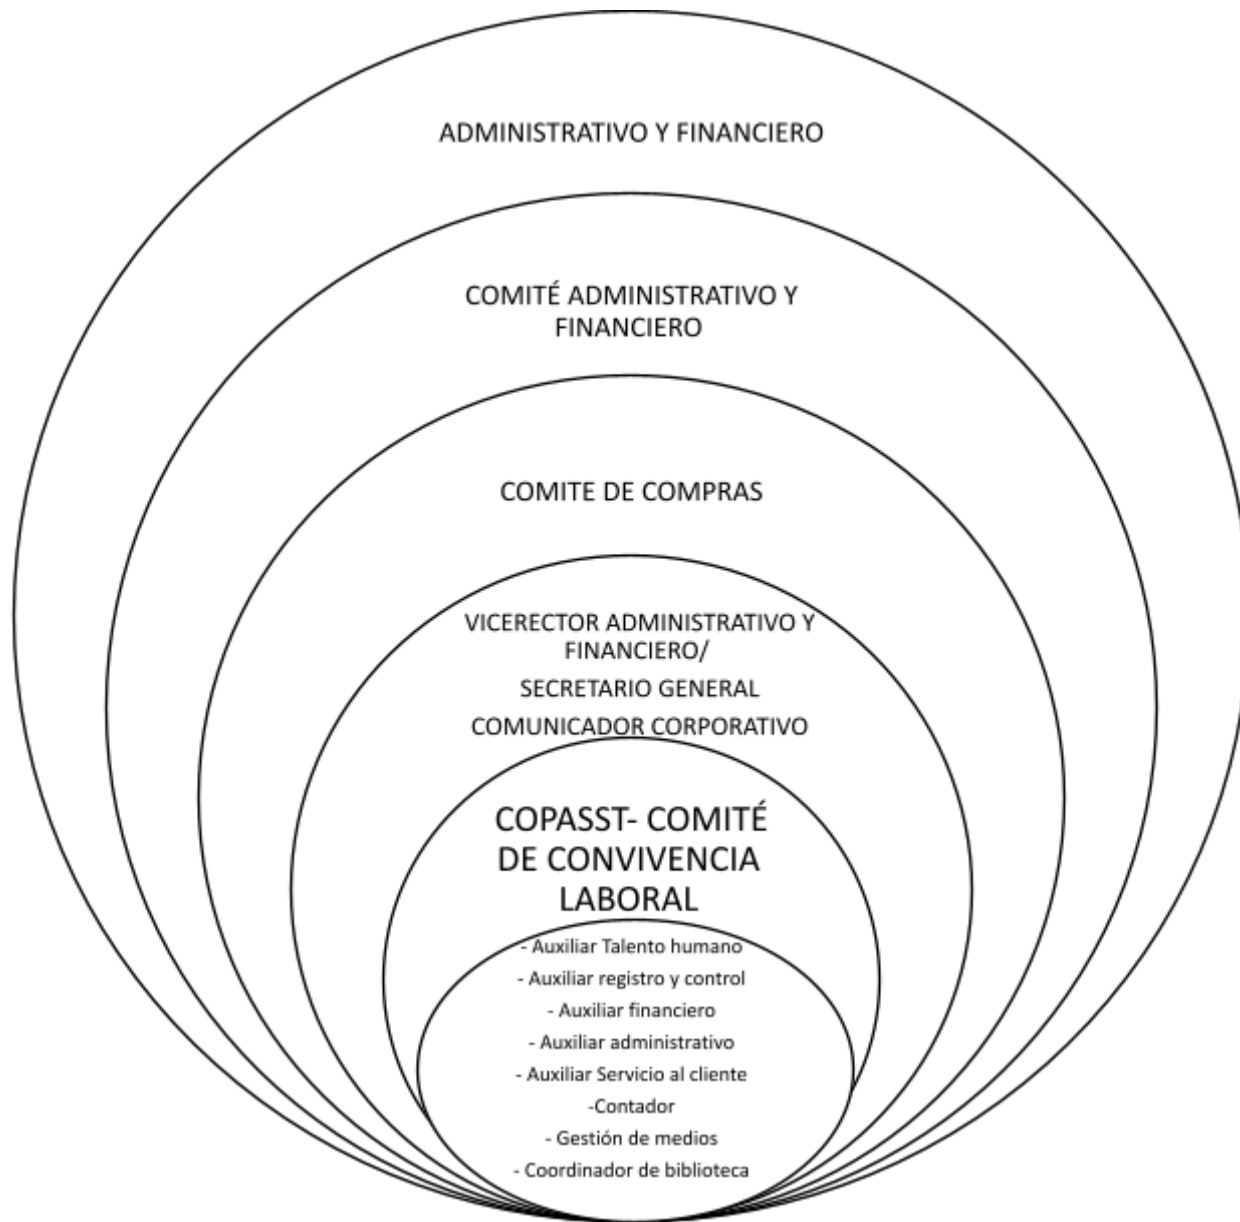 ADMINISTRATIVO Y FINANCIERO
COMITÉ ADMINISTRATIVO Y
FINANCIERO
COMITE DE COMPRAS
VICERECTOR ADMINISTRATIVO Y
FINANCIERO/
SECRETARIO GENERAL
COMUNICADOR CORPORATIVO
COPASST- COMITÉ
DE CONVIVENCIA
LABORAL
- Auxiliar Talento humano
- Auxiliar registro y control
- Auxiliar financiero
- Auxiliar administrativo
- Auxiliar Servicio al cliente
-Contador
- Gestión de medios
- Coordinador de biblioteca